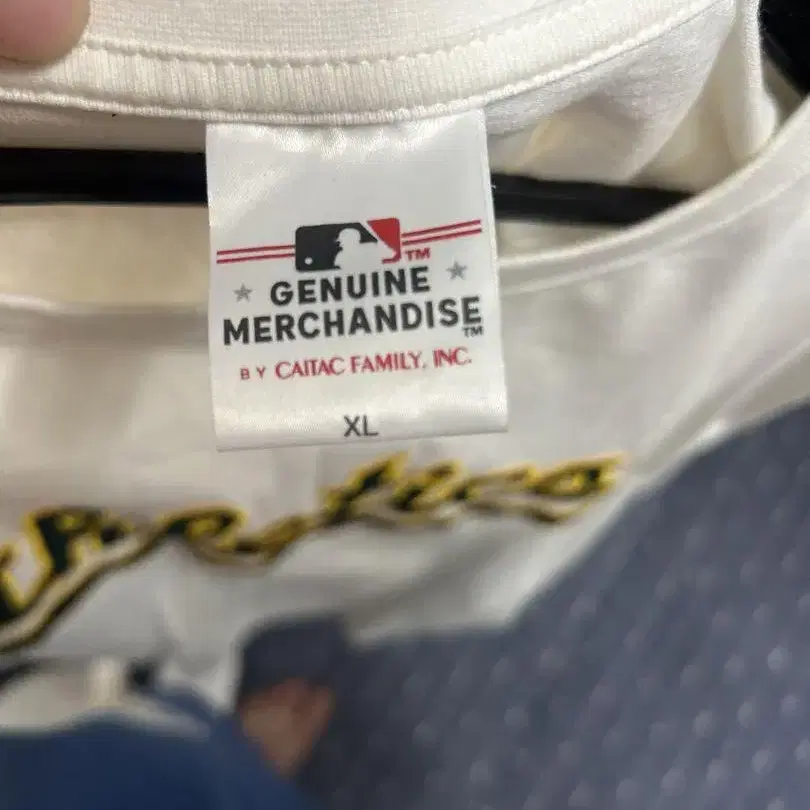 TM
GENUINE
MERCHANDISE
TM
BY CAITAC FAMILY, INC.
XL